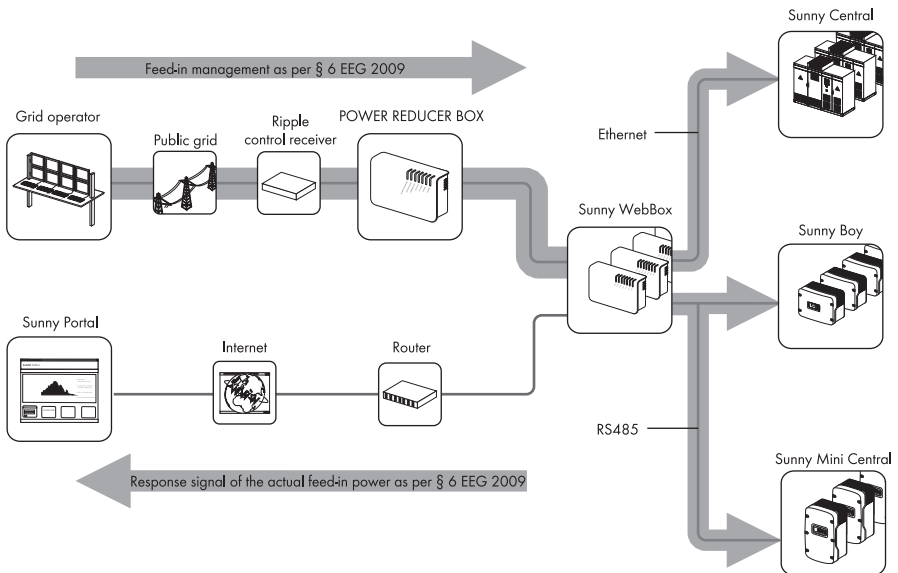 Sunny Central
Feed-in management as per § 6 EEG 2009
Grid operator
Public grid
Ripple
control receiver
POWER REDUCER BOX
Ethernet
Sunny WebBox
Sunny Boy
Sunny Portal
Internet
Router
RS485
Sunny Mini Central
Response signal of the actual feed-in power as per § 6 EEG 2009